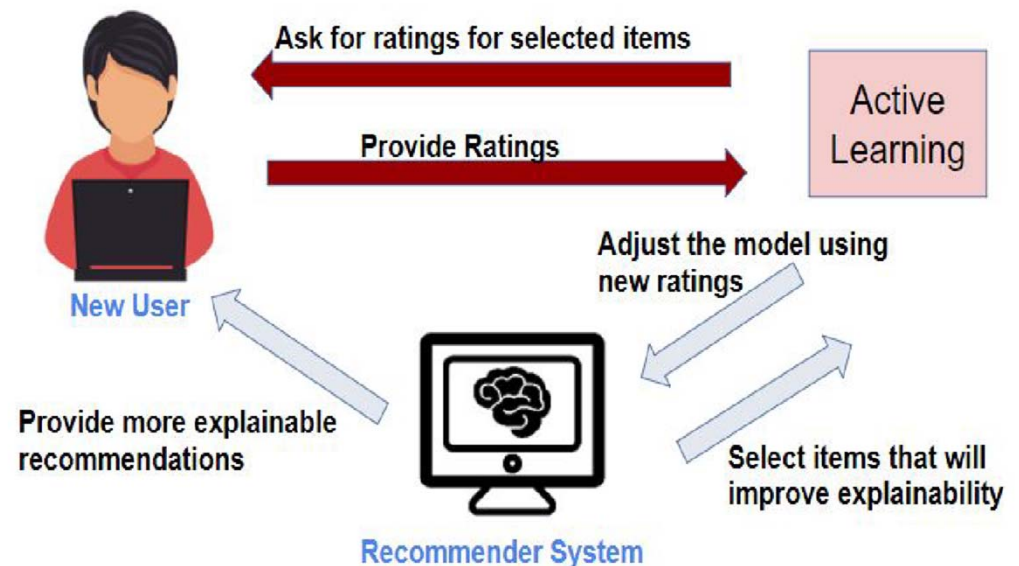 Ask for ratings for selected items
Active
Learning
Provide Ratings
Adjust the model using
new ratings
New User
Provide more explainable
recommendations
Select items that will
improve explainability
Recommender System